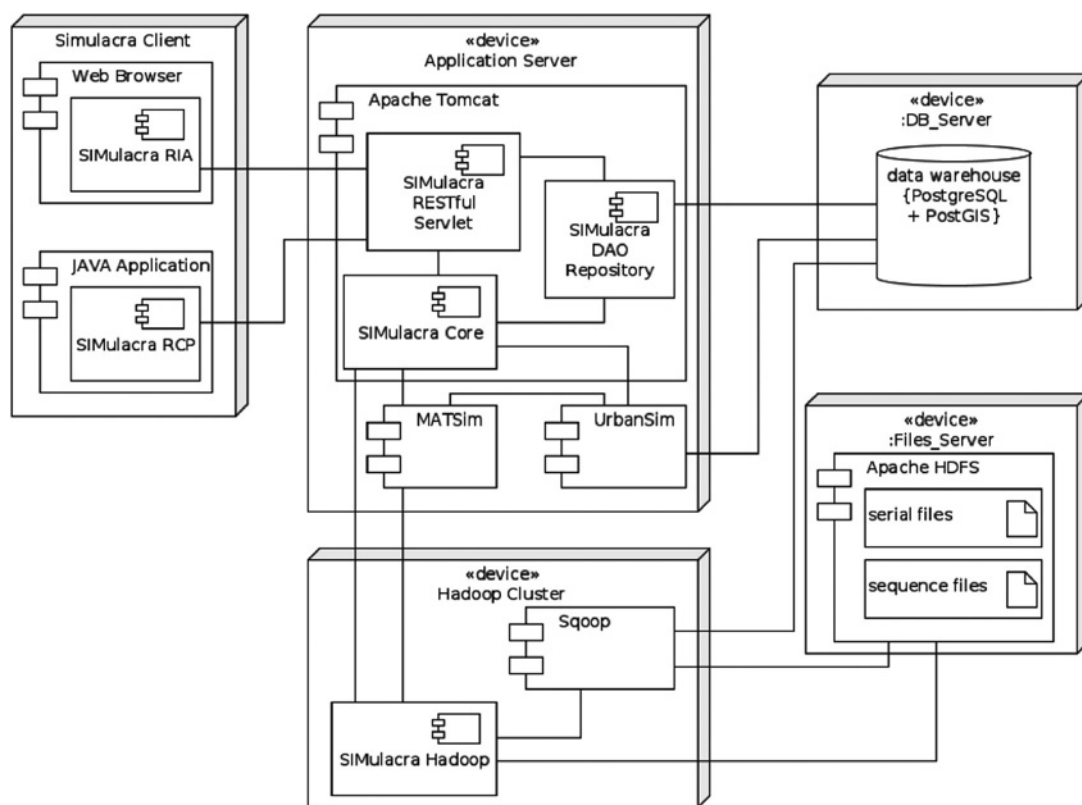 Simulacra Client
Web Browser
SIMulacra RIA
JAVA Application
SIMulacra RCP
«device»
Application Server
Apache Tomcat
SIMulacra
RESTful
Servlet
SIMulacra
DAO
Repository
SIMulacra Core
MATSim
UrbanSim
«device»
:DB_Server
data warehouse
{PostgreSQL
+ PostGIS}
«device»
:Files_Server
Apache HDFS
serial files
sequence files
«device»
Hadoop Cluster
Sqoop
SIMulacra Hadoop